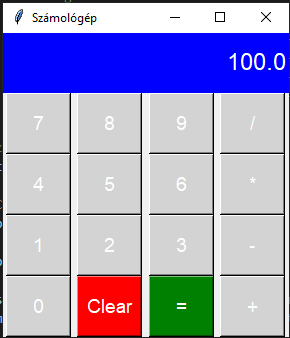 Számológép
100.0
7 8 9 /
4 5 6 *
1 2 3 -
0 Clear = +